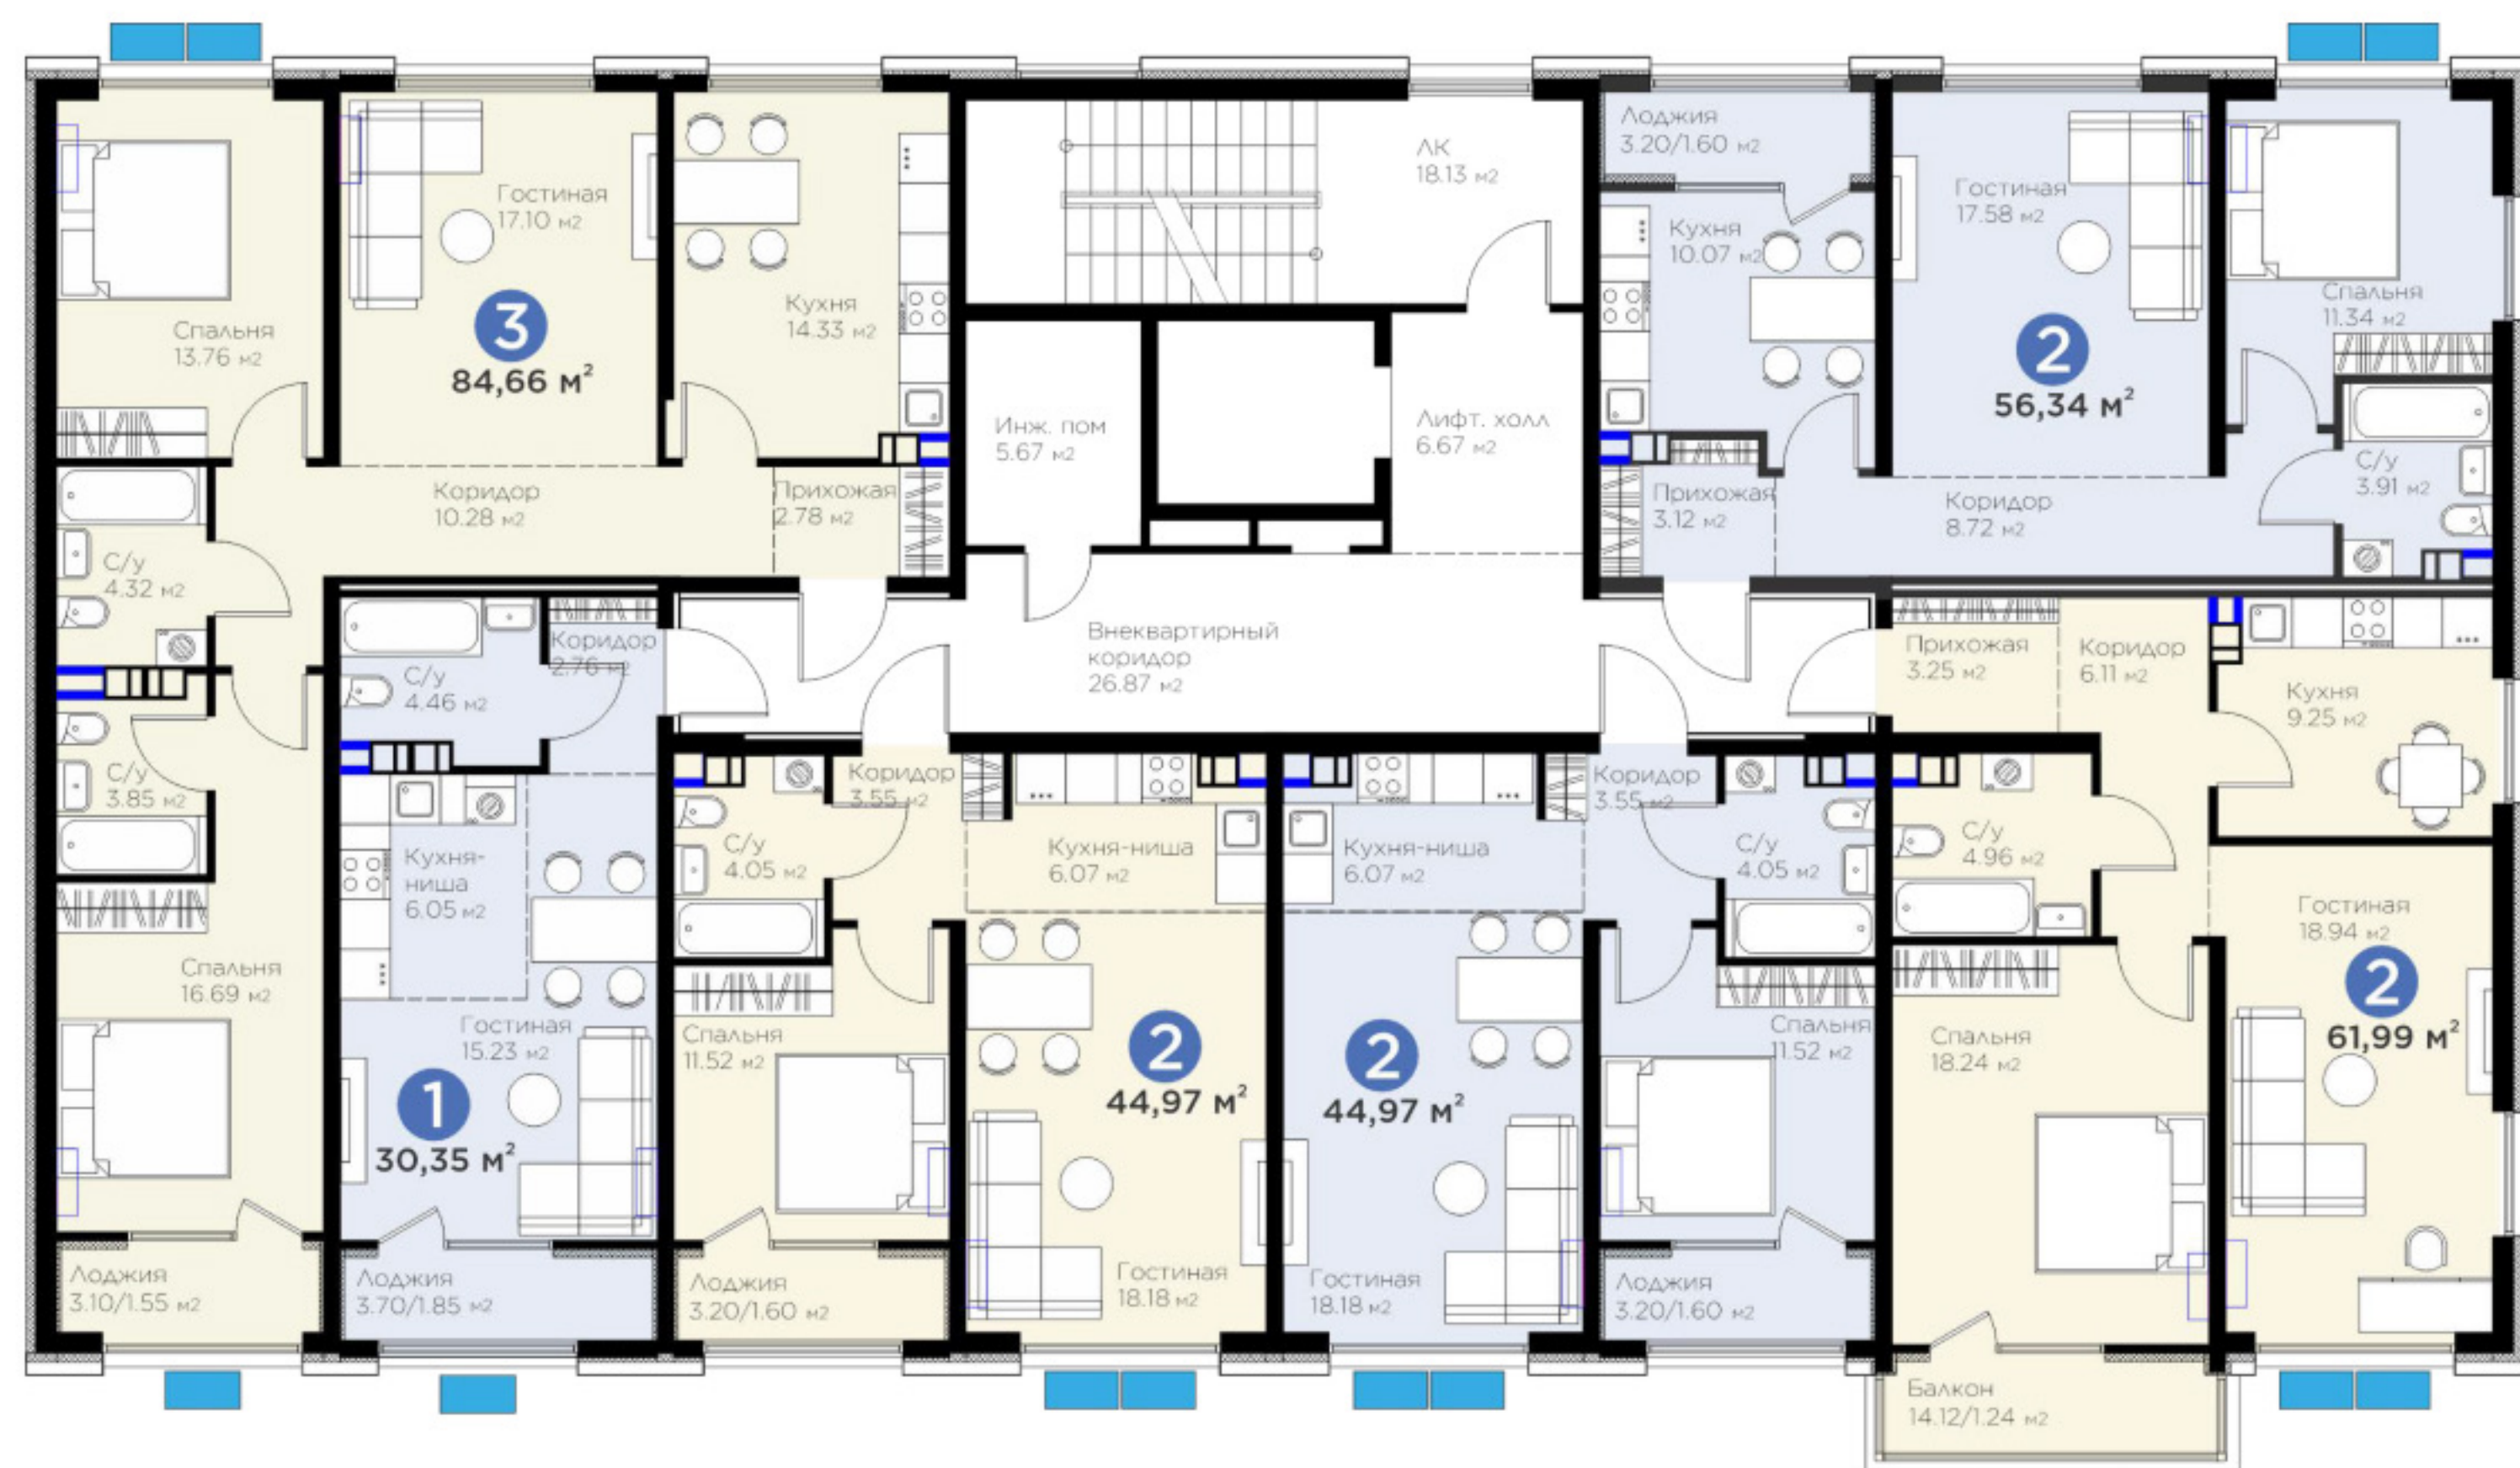 Спальня
13.76 м2
Гостиная
17.10 м2
3
84,66 м²
Кухня
14.33 м2
Коридор
10.28 м2
Прихожая
2.78 м2
С/у
4.32 м2
С/у
3.85 м2
Спальня
16.69 м2
Лоджия
3.10/1.55 м2
ЛК
18.13 м2
Инж. пом
5.67 м2
Лифт. холл
6.67 м2
Внеквартирный
коридор
26.87 м2
Лоджия
3.20/1.60 м2
Кухня
10.07 м2
Гостиная
17.58 м2
2
56,34 м²
Спальня
11.34 м2
С/у
3.91 м2
Прихожая
3.12 м2
Коридор
8.72 м2
Коридор
2.76 м2
С/у
4.46 м2
Кухня-
ниша
6.05 м2
Гостиная
15.23 м2
1
30,35 м²
Лоджия
3.70/1.85 м2
Коридор
3.55 м2
С/у
4.05 м2
Кухня-ниша
6.07 м2
Спальня
11.52 м2
2
44,97 м²
Гостиная
18.18 м2
Лоджия
3.20/1.60 м2
Коридор
3.55 м2
Кухня-ниша
6.07 м2
С/у
4.05 м2
2
44,97 м²
Спальня
11.52 м2
Гостиная
18.18 м2
Лоджия
3.20/1.60 м2
Прихожая
3.25 м2
Коридор
6.11 м2
Кухня
9.25 м2
С/у
4.96 м2
Гостиная
18.94 м2
2
61,99 м²
Спальня
18.24 м2
Балкон
14.12/1.24 м2